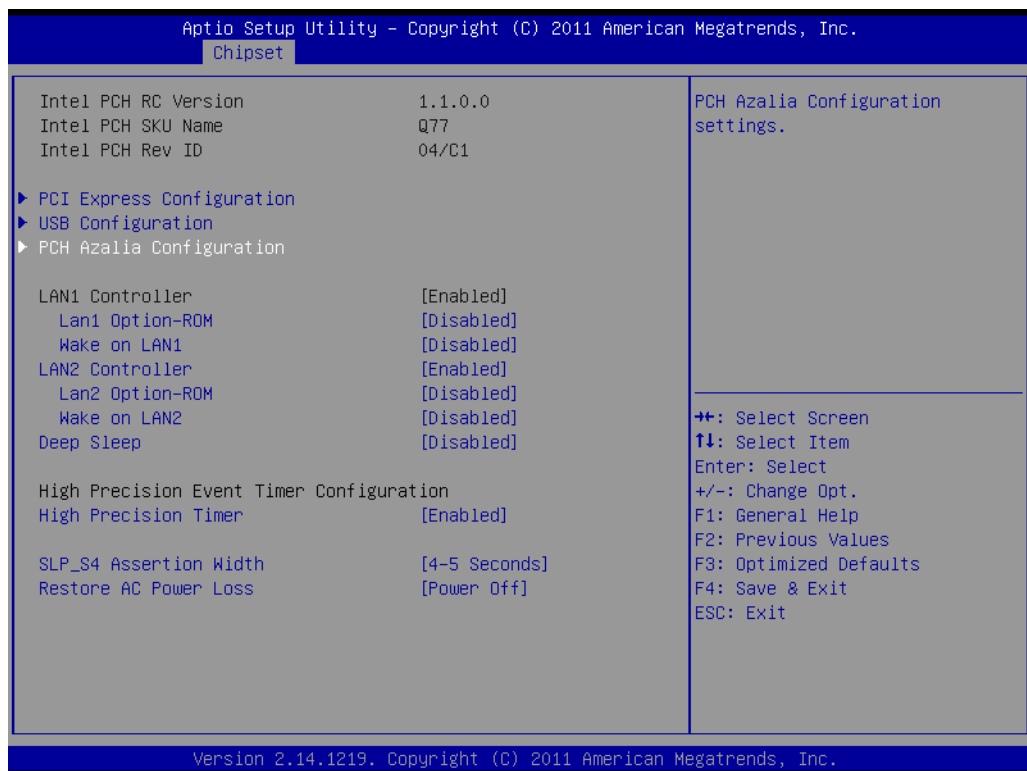 Aptio Setup Utility – Copyright (C) 2011 American Megatrends, Inc.
Chipset
Intel PCH RC Version 1.1.0.0
Intel PCH SKU Name Q77
Intel PCH Rev ID 04/C1
PCI Express Configuration
USB Configuration
PCH Azalia Configuration
LAN1 Controller [Enabled]
Lan1 Option-ROM [Disabled]
Wake on LAN1 [Disabled]
LAN2 Controller [Enabled]
Lan2 Option-ROM [Disabled]
Wake on LAN2 [Disabled]
Deep Sleep [Disabled]
High Precision Event Timer Configuration
High Precision Timer [Enabled]
SLP_S4 Assertion Width [4-5 Seconds]
Restore AC Power Loss [Power Off]
PCH Azalia Configuration
settings.
→←: Select Screen
↑↓: Select Item
Enter: Select
+/-: Change Opt.
F1: General Help
F2: Previous Values
F3: Optimized Defaults
F4: Save & Exit
ESC: Exit
Version 2.14.1219. Copyright (C) 2011 American Megatrends, Inc.